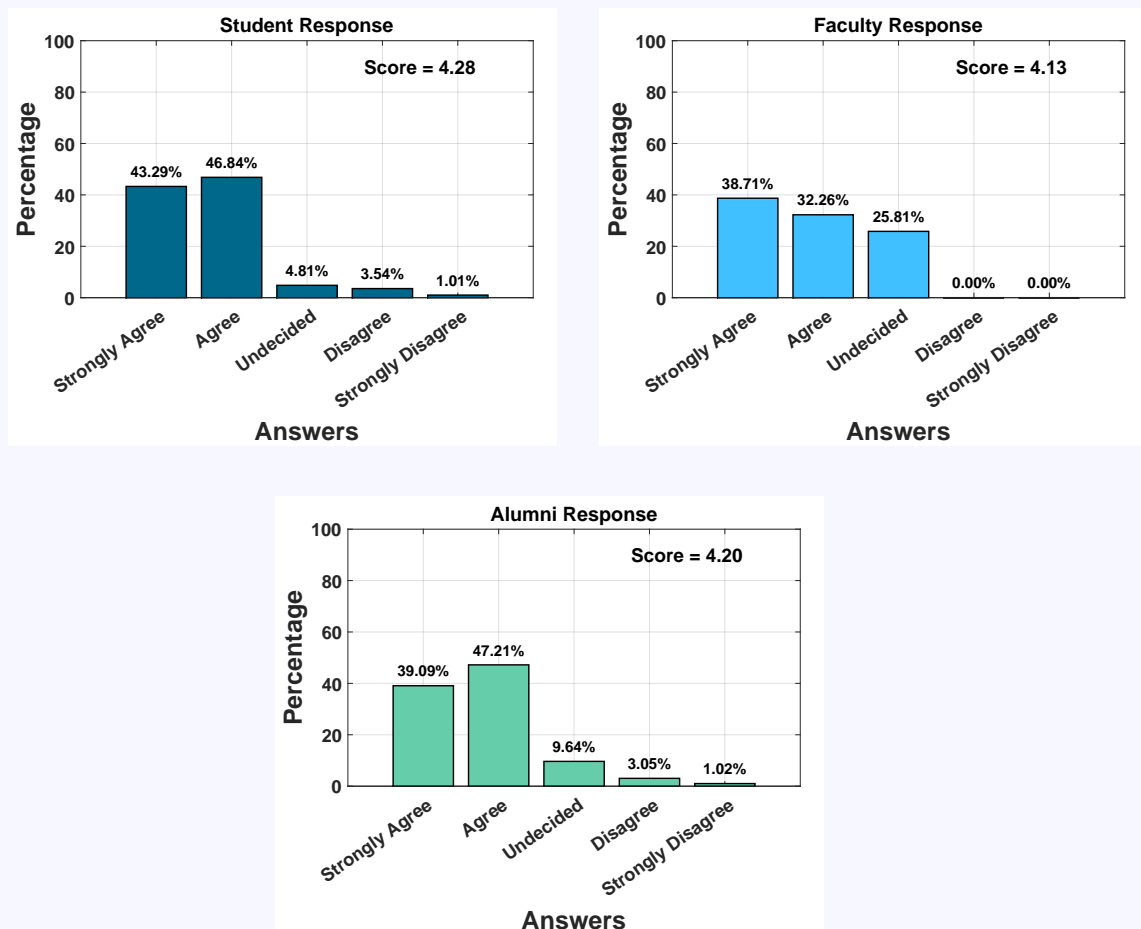 Student Response
Score = 4.28
Percentage
100
80
60
40
20
0
43.29%
46.84%
4.81%
3.54%
1.01%
Strongly Agree
Agree
Undecided
Disagree
Strongly Disagree
Answers
Faculty Response
Score = 4.13
Percentage
100
80
60
40
20
0
38.71%
32.26%
25.81%
0.00%
0.00%
Strongly Agree
Agree
Undecided
Disagree
Strongly Disagree
Answers
Alumni Response
Score = 4.20
Percentage
100
80
60
40
20
0
39.09%
47.21%
9.64%
3.05%
1.02%
Strongly Agree
Agree
Undecided
Disagree
Strongly Disagree
Answers